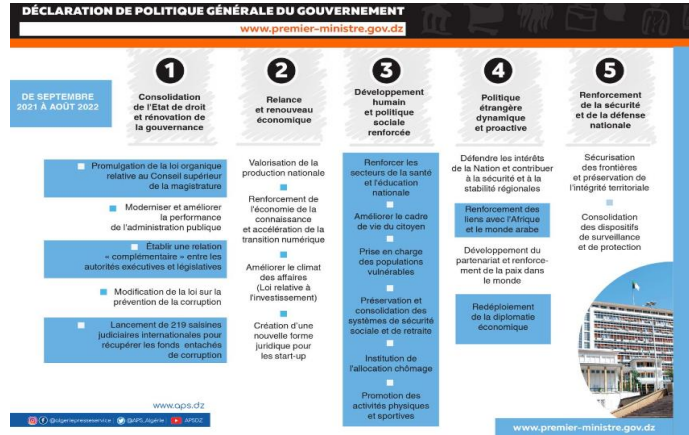 DÉCLARATION DE POLITIQUE GÉNÉRALE DU GOUVERNEMENT
www.premier-ministre.gov.dz
DE SEPTEMBRE
2021 À AOÛT 2022
1
Consolidation
de l'Etat de droit
et rénovation de
la gouvernance
Promulgation de la loi organique
relative au Conseil supérieur
de la magistrature
Moderniser et améliorer
la performance
de l'administration publique
Établir une relation
« complémentaire » entre les
autorités exécutives et législatives
Modification de la loi sur la
prévention de la corruption
Lancement de 219 saisines
judiciaires internationales pour
récupérer les fonds entachés
de corruption
2
Relance
et renouveau
économique
Valorisation de la
production nationale
Renforcement de
l'économie de la
connaissance
et accélération de la
transition numérique
Améliorer le climat
des affaires
(Loi relative à
l'investissement)
Création d'une
nouvelle forme
juridique pour
les start-up
3
Développement
humain
et politique
sociale
renforcée
Renforcer les
secteurs de la santé
et l'éducation
nationale
Améliorer le cadre
de vie du citoyen
Prise en charge
des populations
vulnérables
Préservation et
consolidation des
systèmes de sécurité
sociale et de retraite
Institution de
l'allocation chômage
Promotion des
activités physiques
et sportives
4
Politique
étrangère
dynamique
et proactive
Défendre les intérêts
de la Nation et contribuer
à la sécurité et à la
stabilité régionales
Renforcement des
liens avec l'Afrique
et le monde arabe
Développement du
partenariat et renforce-
ment de la paix dans
le monde
Redéploiement
de la diplomatie
économique
5
Renforcement
de la sécurité
et de la défense
nationale
Sécurisation
des frontières
et préservation de
l'intégrité territoriale
Consolidation
des dispositifs
de surveillance
et de protection
www.aps.dz
@algeriepresseservice @APS_Algerie APSDZ
www.premier-ministre.gov.dz